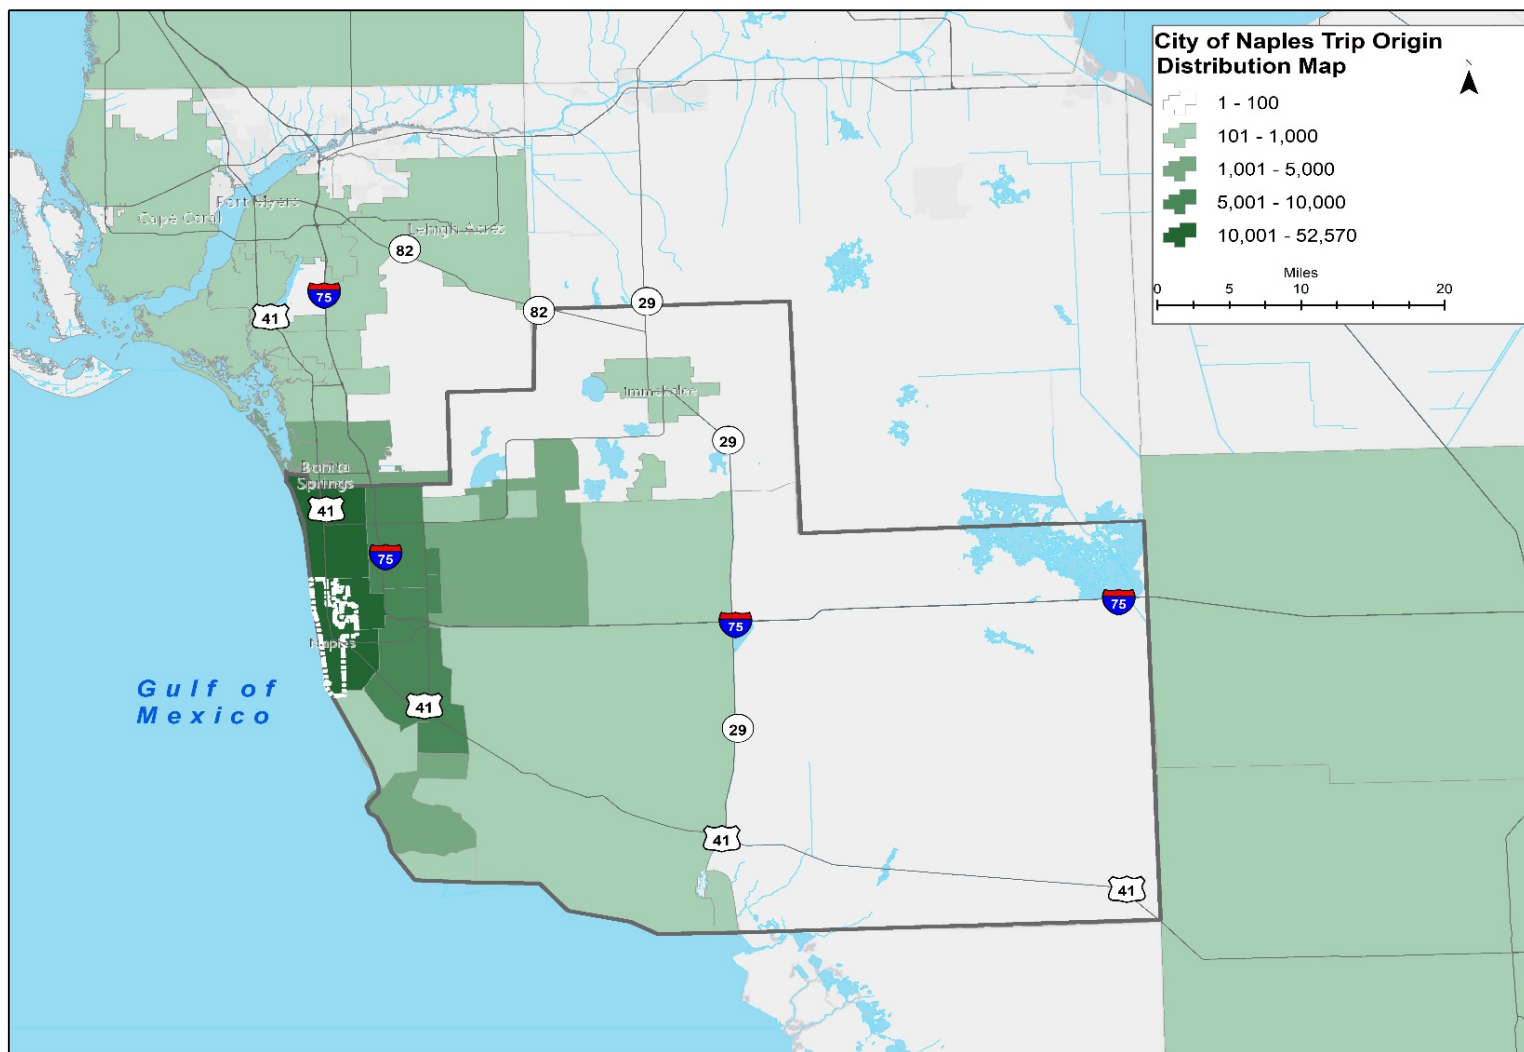 City of Naples Trip Origin
Distribution Map
N
1 - 100
101 - 1,000
1,001 - 5,000
5,001 - 10,000
10,001 - 52,570
Miles
0 5 10 20
Cape Coral
Fort Myers
Lehigh Acres
82
75
41
82
29
Immokalee
29
Bonita
Springs
41
75
75
75
Naples
Gulf of
Mexico
41
29
41
41